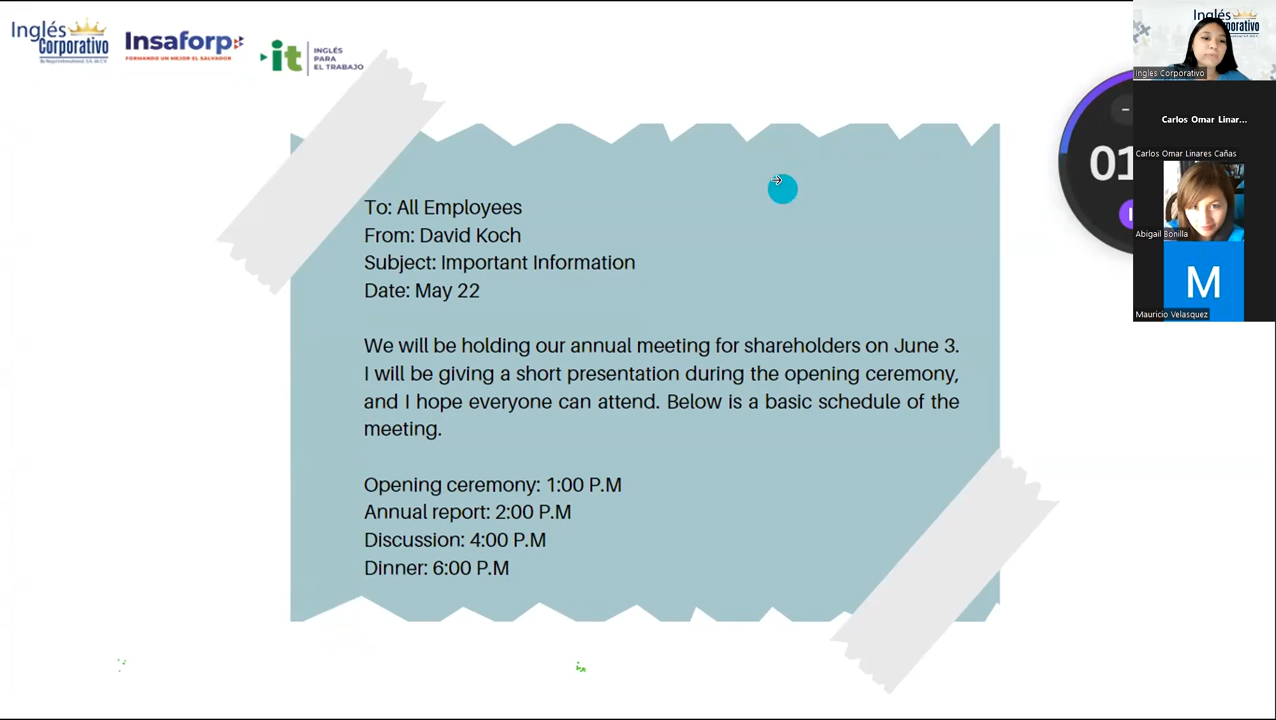 Inglés
Corporativo
Insaforp
FORMANDO UN MEJOR EL SALVADOR
it
INGLÉS
PARA
EL TRABAJO
To: All Employees
From: David Koch
Subject: Important Information
Date: May 22
We will be holding our annual meeting for shareholders on June 3.
I will be giving a short presentation during the opening ceremony,
and I hope everyone can attend. Below is a basic schedule of the
meeting.
Opening ceremony: 1:00 P.M
Annual report: 2:00 P.M
Discussion: 4:00 P.M
Dinner: 6:00 P.M
01
Inglés
Ingles Corporativo
Carlos Omar Linar...
Carlos Omar Linares Cañas
Abigail Bonilla
M
Mauricio Velasquez